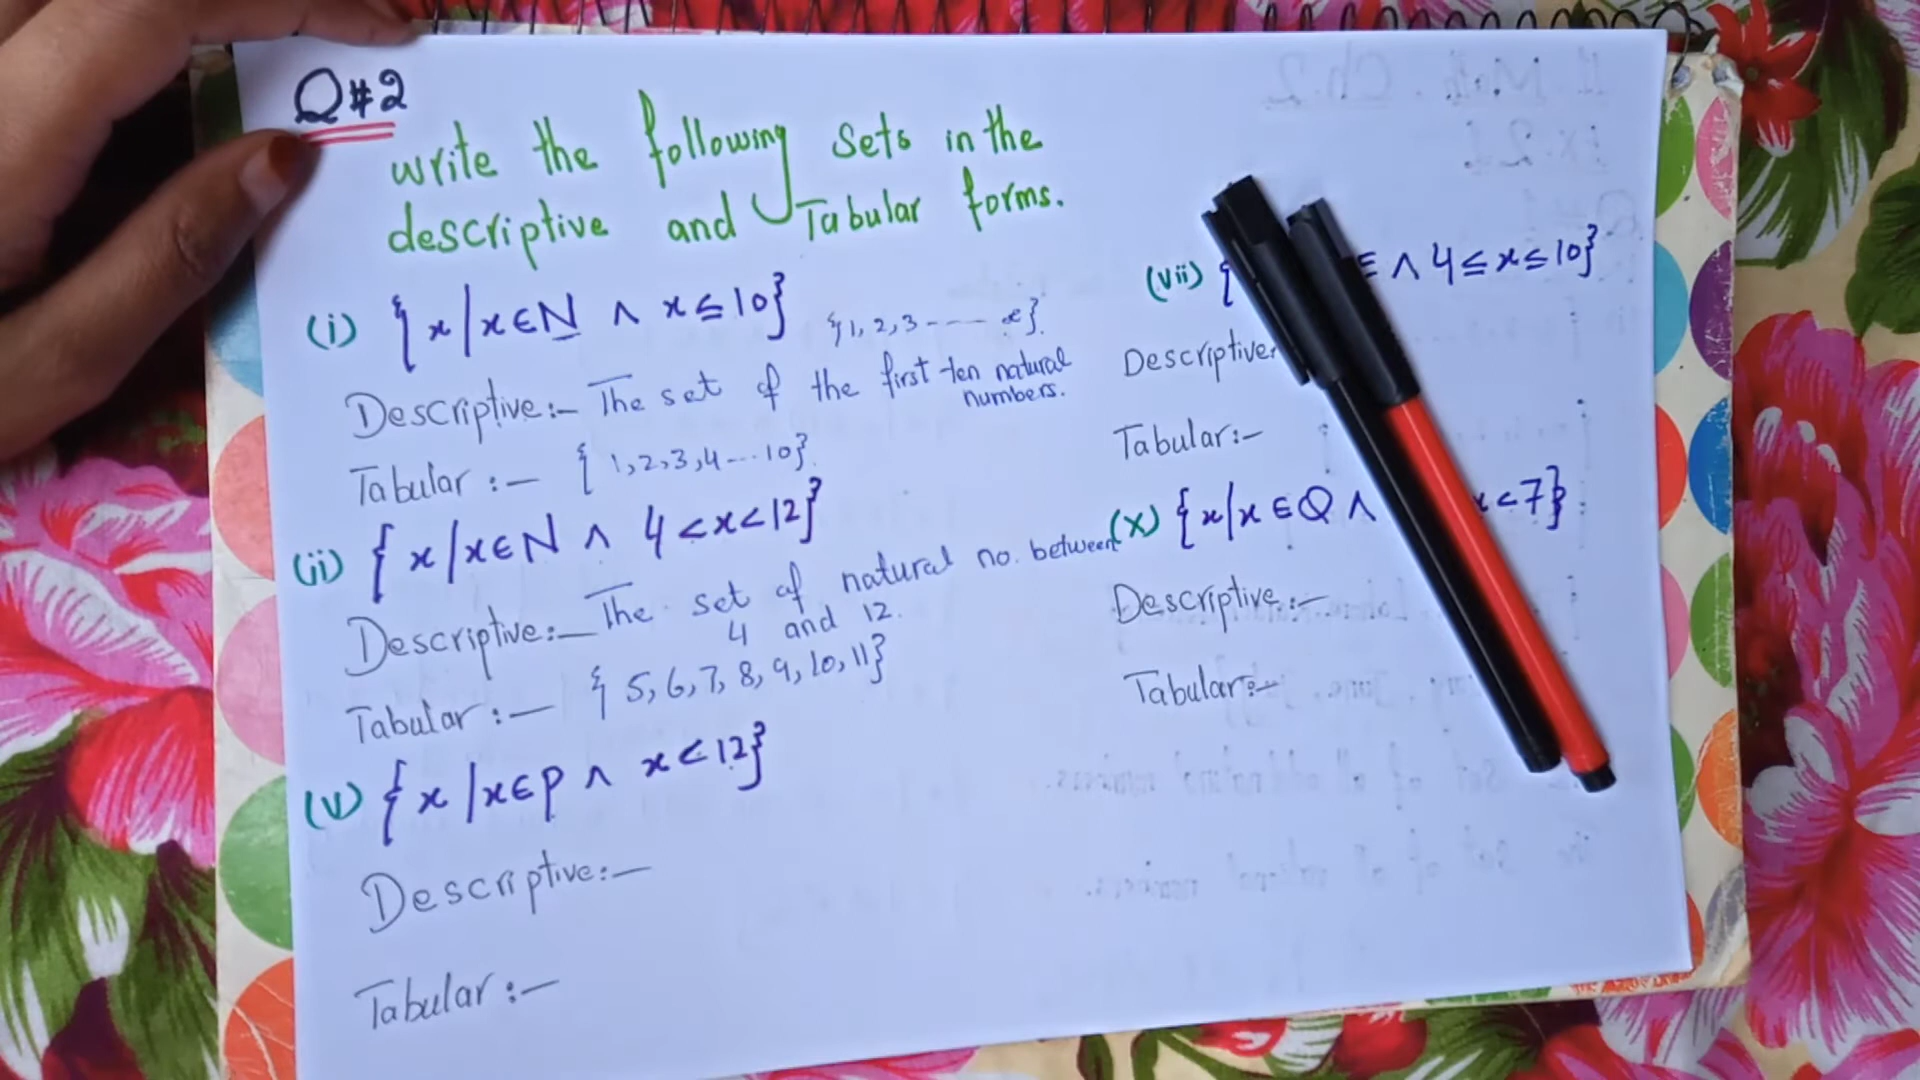 Q#2
write the following sets in the
descriptive and Tabular forms.
(i) {x/x∈N ∧ x≤10} {1,2,3---- }.
Descriptive:- The set of the first ten natural
numbers.
Tabular :- {1,2,3,4--10}.
(ii) {x/x∈N ∧ 4<x<12}
Descriptive:- The set of natural no. between
4 and 12.
Tabular :- {5,6,7,8,9,10,11}
(v) {x/x∈P ∧ x<12}
Descriptive:-
Tabular :-
(vii) { ∧ 4≤x≤10}
Descriptive:
Tabular:-
(x) {x/x∈Q ∧ x<7}
Descriptive:-
Tabular:-